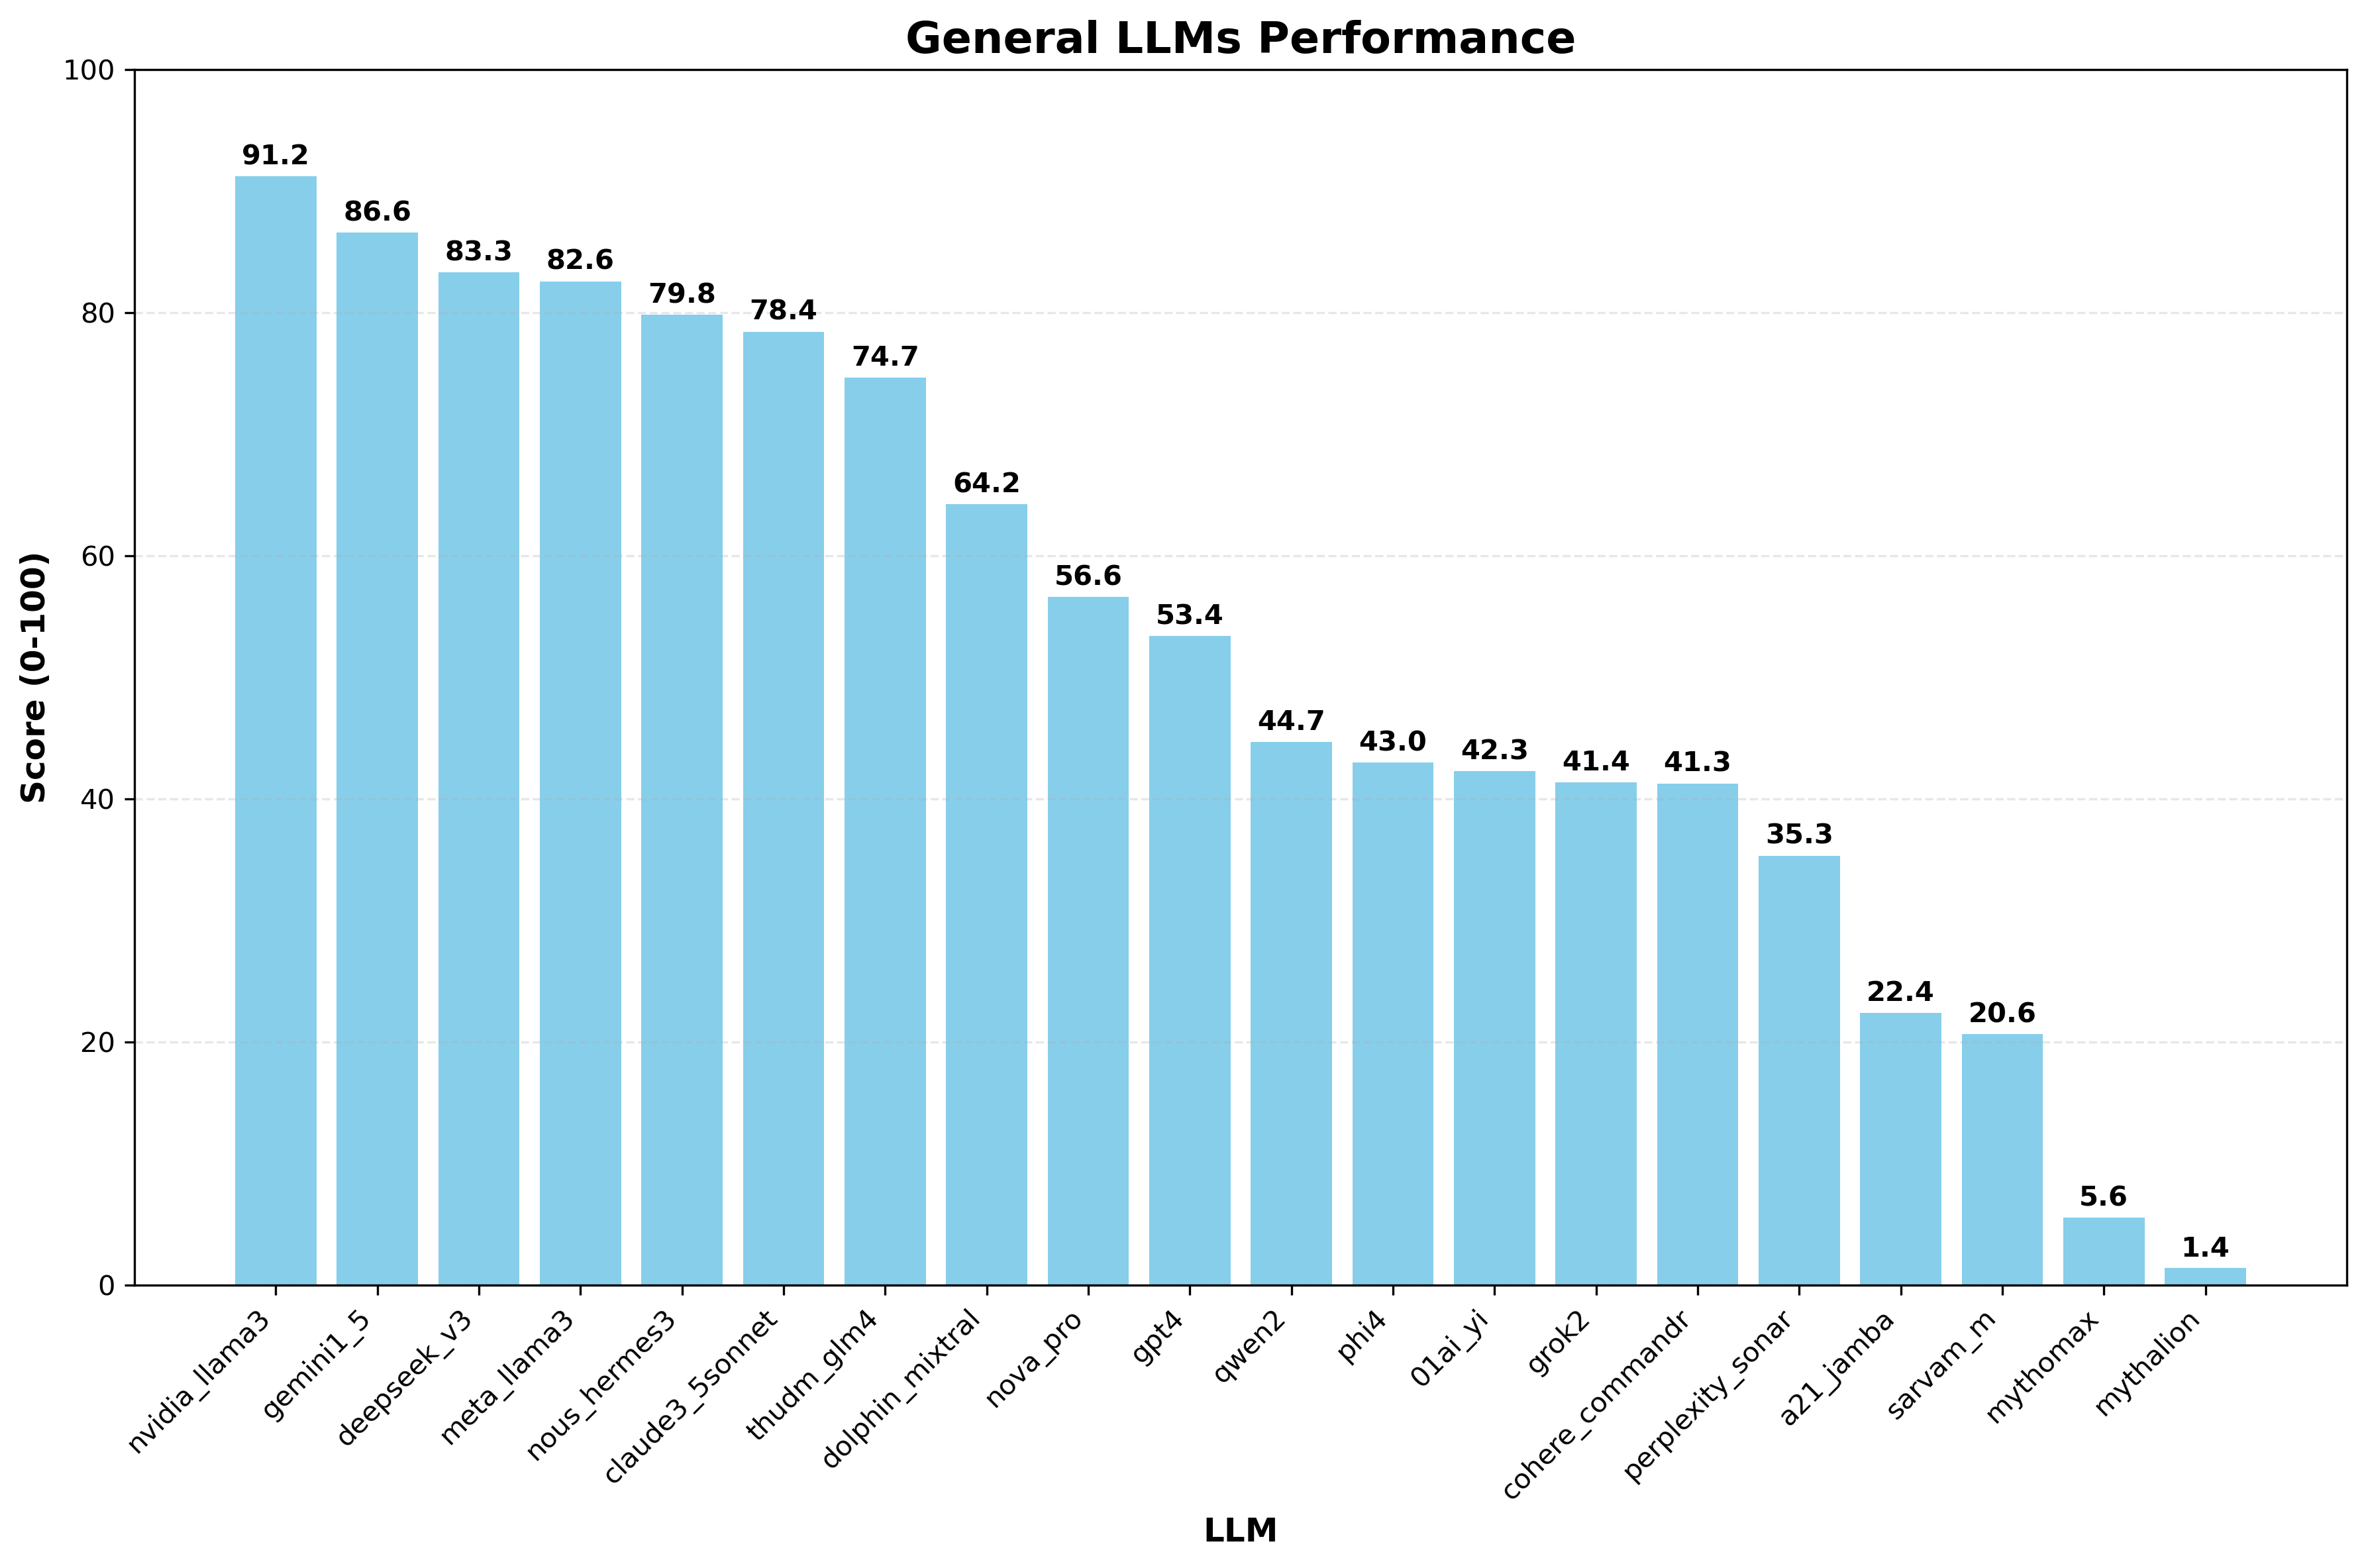 General LLMs Performance
100
80
60
40
20
0
Score (0-100)
91.2
86.6
83.3
82.6
79.8
78.4
74.7
64.2
56.6
53.4
44.7
43.0
42.3
41.4
41.3
35.3
22.4
20.6
5.6
1.4
nvidia_llama3
gemini1_5
deepseek_v3
meta_llama3
nous_hermes3
claude3_5sonnet
thudm_glm4
dolphin_mixtral
nova_pro
gpt4
qwen2
phi4
01ai_yi
grok2
cohere_commandr
perplexity_sonar
a21_jamba
sarvam_m
mythomax
mythalion
LLM